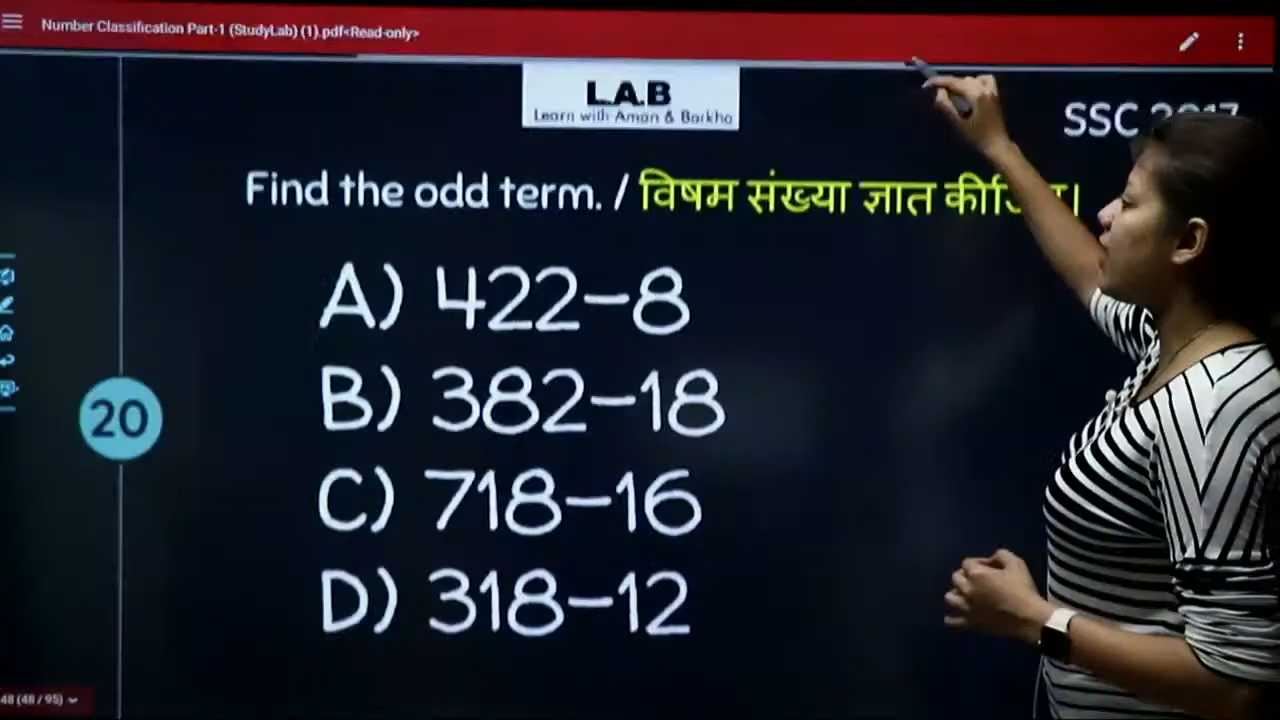 Number Classification Part-1 (StudyLab) (1).pdf<Read-only>
L.A.B
Learn with Aman & Barkha
SSC
Find the odd term. / विषम संख्या ज्ञात
A) 422–8
B) 382–18
20
C) 718–16
D) 318–12
48 (48 / 95)